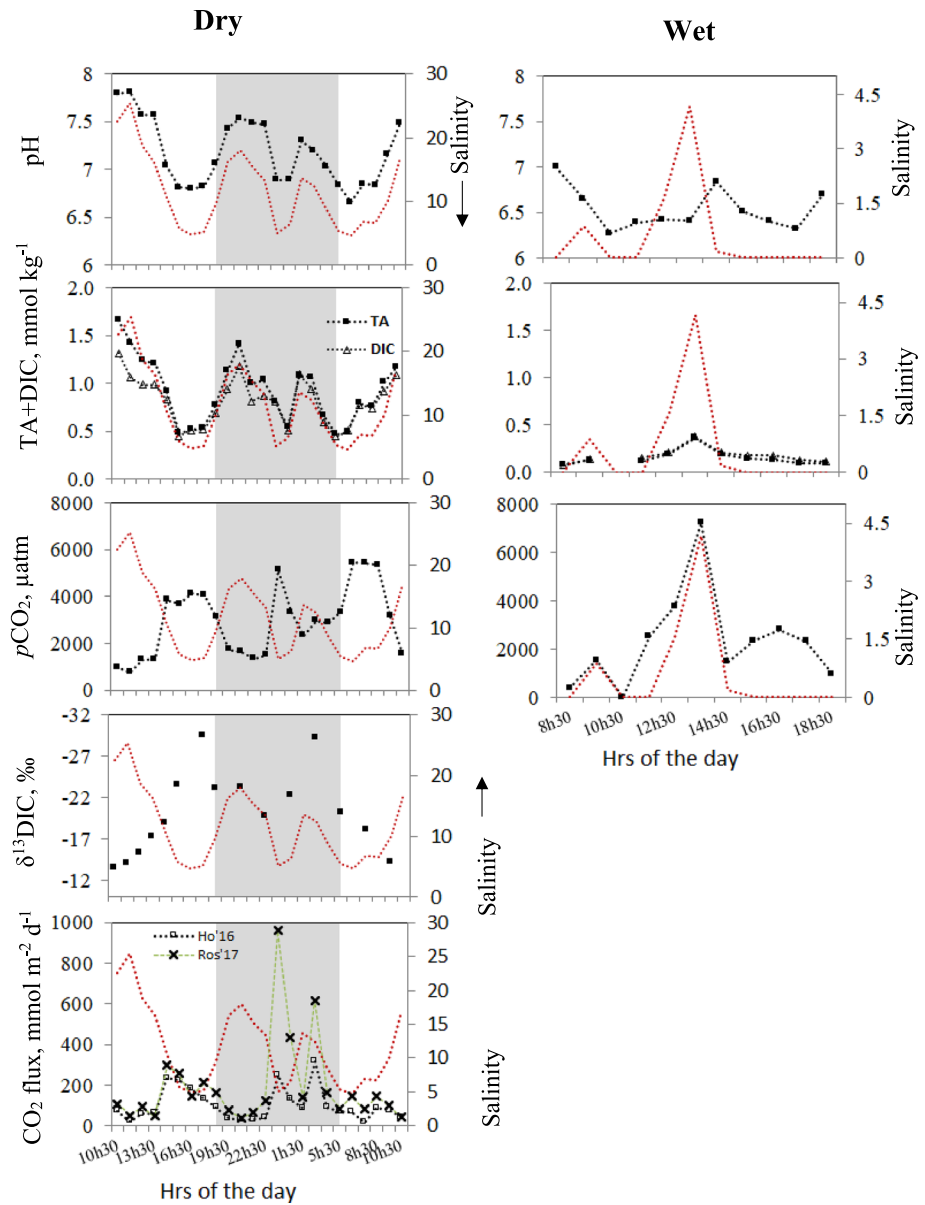 Dry
Wet
8
7.5
7
6.5
6
pH
30
20
10
0
Salinity
8
7.5
7
6.5
6
4.5
3
1.5
0
Salinity
2.0
1.5
1.0
0.5
0.0
TA+DIC, mmol kg-1
TA
DIC
30
20
10
0
2.0
1.5
1.0
0.5
0.0
4.5
3
1.5
0
Salinity
8000
6000
4000
2000
0
pCO2, µatm
30
20
10
0
8000
6000
4000
2000
0
4.5
3
1.5
0
Salinity
8h30
10h30
12h30
14h30
16h30
18h30
Hrs of the day
-32
-27
-22
-17
-12
δ13DIC, ‰
30
20
10
0
Salinity
1000
800
600
400
200
0
CO2 flux, mmol m-2 d-1
Ho'16
Ros'17
30
25
20
15
10
5
0
Salinity
10h30
13h30
16h30
19h30
22h30
1h30
5h30
8h30
10h30
Hrs of the day